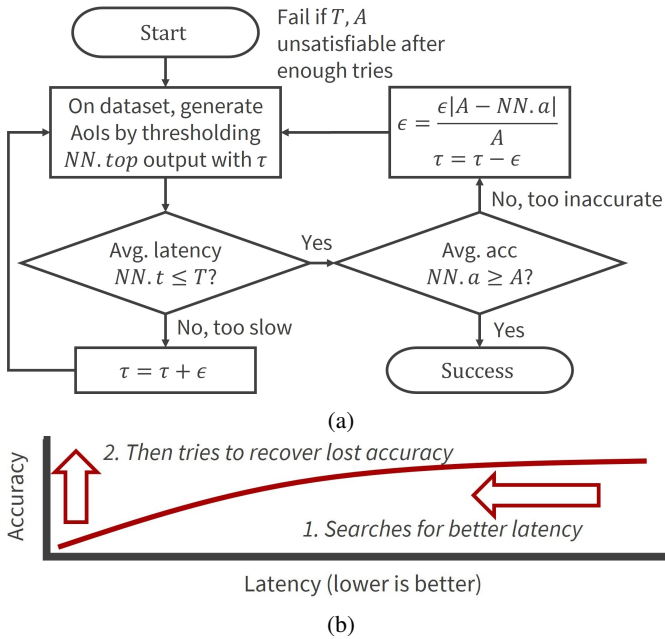 Start
Fail if T, A
unsatisfiable after
enough tries
On dataset, generate
AoIs by thresholding
NN.top output with τ
ϵ = ϵ|A − NN.a| / A
τ = τ − ϵ
No, too inaccurate
Avg. latency
NN.t ≤ T?
Yes
Avg. acc
NN.a ≥ A?
No, too slow
Yes
τ = τ + ϵ
Success
(a)
2. Then tries to recover lost accuracy
Accuracy
1. Searches for better latency
Latency (lower is better)
(b)